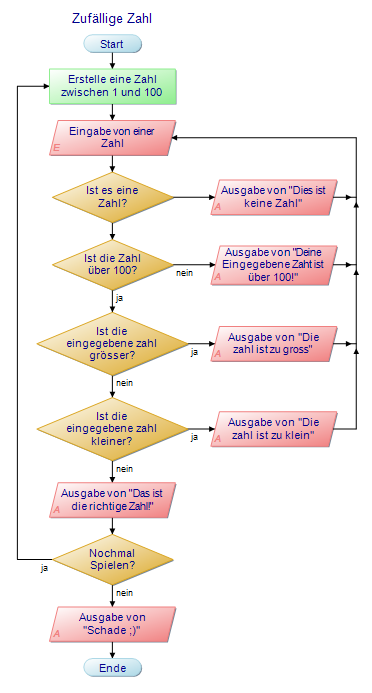 Zufällige Zahl
Start
Erstelle eine Zahl
zwischen 1 und 100
Eingabe von einer
Zahl
E
Ist es eine
Zahl?
Ausgabe von "Dies ist
keine Zahl"
A
Ist die Zahl
über 100?
nein
Ausgabe von "Deine
Eingegebene Zahl ist
über 100!"
A
ja
Ist die
eingegebene zahl
grösser?
ja
Ausgabe von "Die
zahl ist zu gross"
A
nein
Ist die
eingegebene zahl
kleiner?
ja
Ausgabe von "Die
zahl ist zu klein"
A
nein
Ausgabe von "Das ist
die richtige Zahl!"
A
Nochmal
Spielen?
ja
nein
Ausgabe von
"Schade ;)"
A
Ende